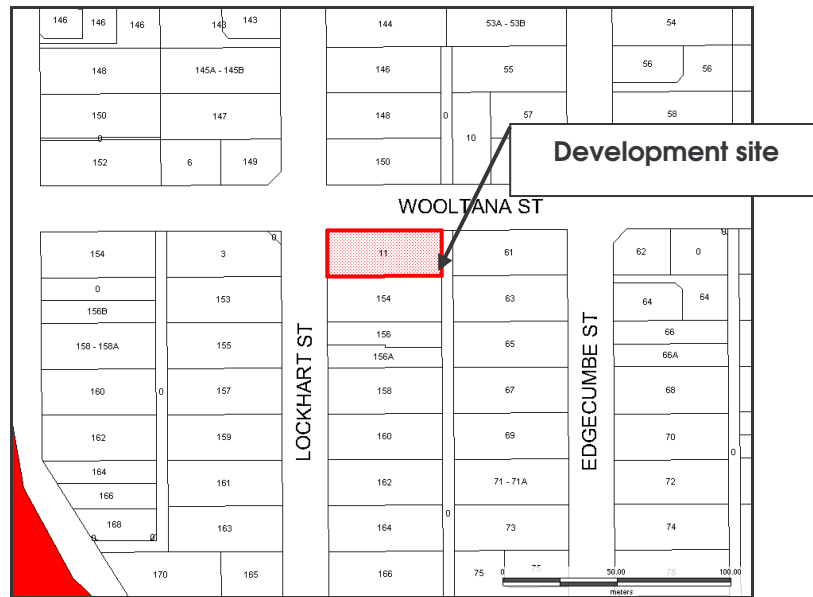 146 146 146 143 143 144 53A - 53B 54
148 145A - 145B 146 55 56 56
150 147 148 0 57 58
0
152 6 149 150 10
Development site
WOOLTANA ST
154 3 0 11 61 62 0 0
0 153 154 63 64 64
156B 156 66
158 - 158A 155 156A 65 66A
160 0 157 158 67 68
162 159 160 69 70
0
164 161 162 71 - 71A 72
166
168 163 164 0 73 74
0 0
170 165 166 75 75 76
LOCKHART ST
EDGECUMBE ST
0 50.00 100.00
meters